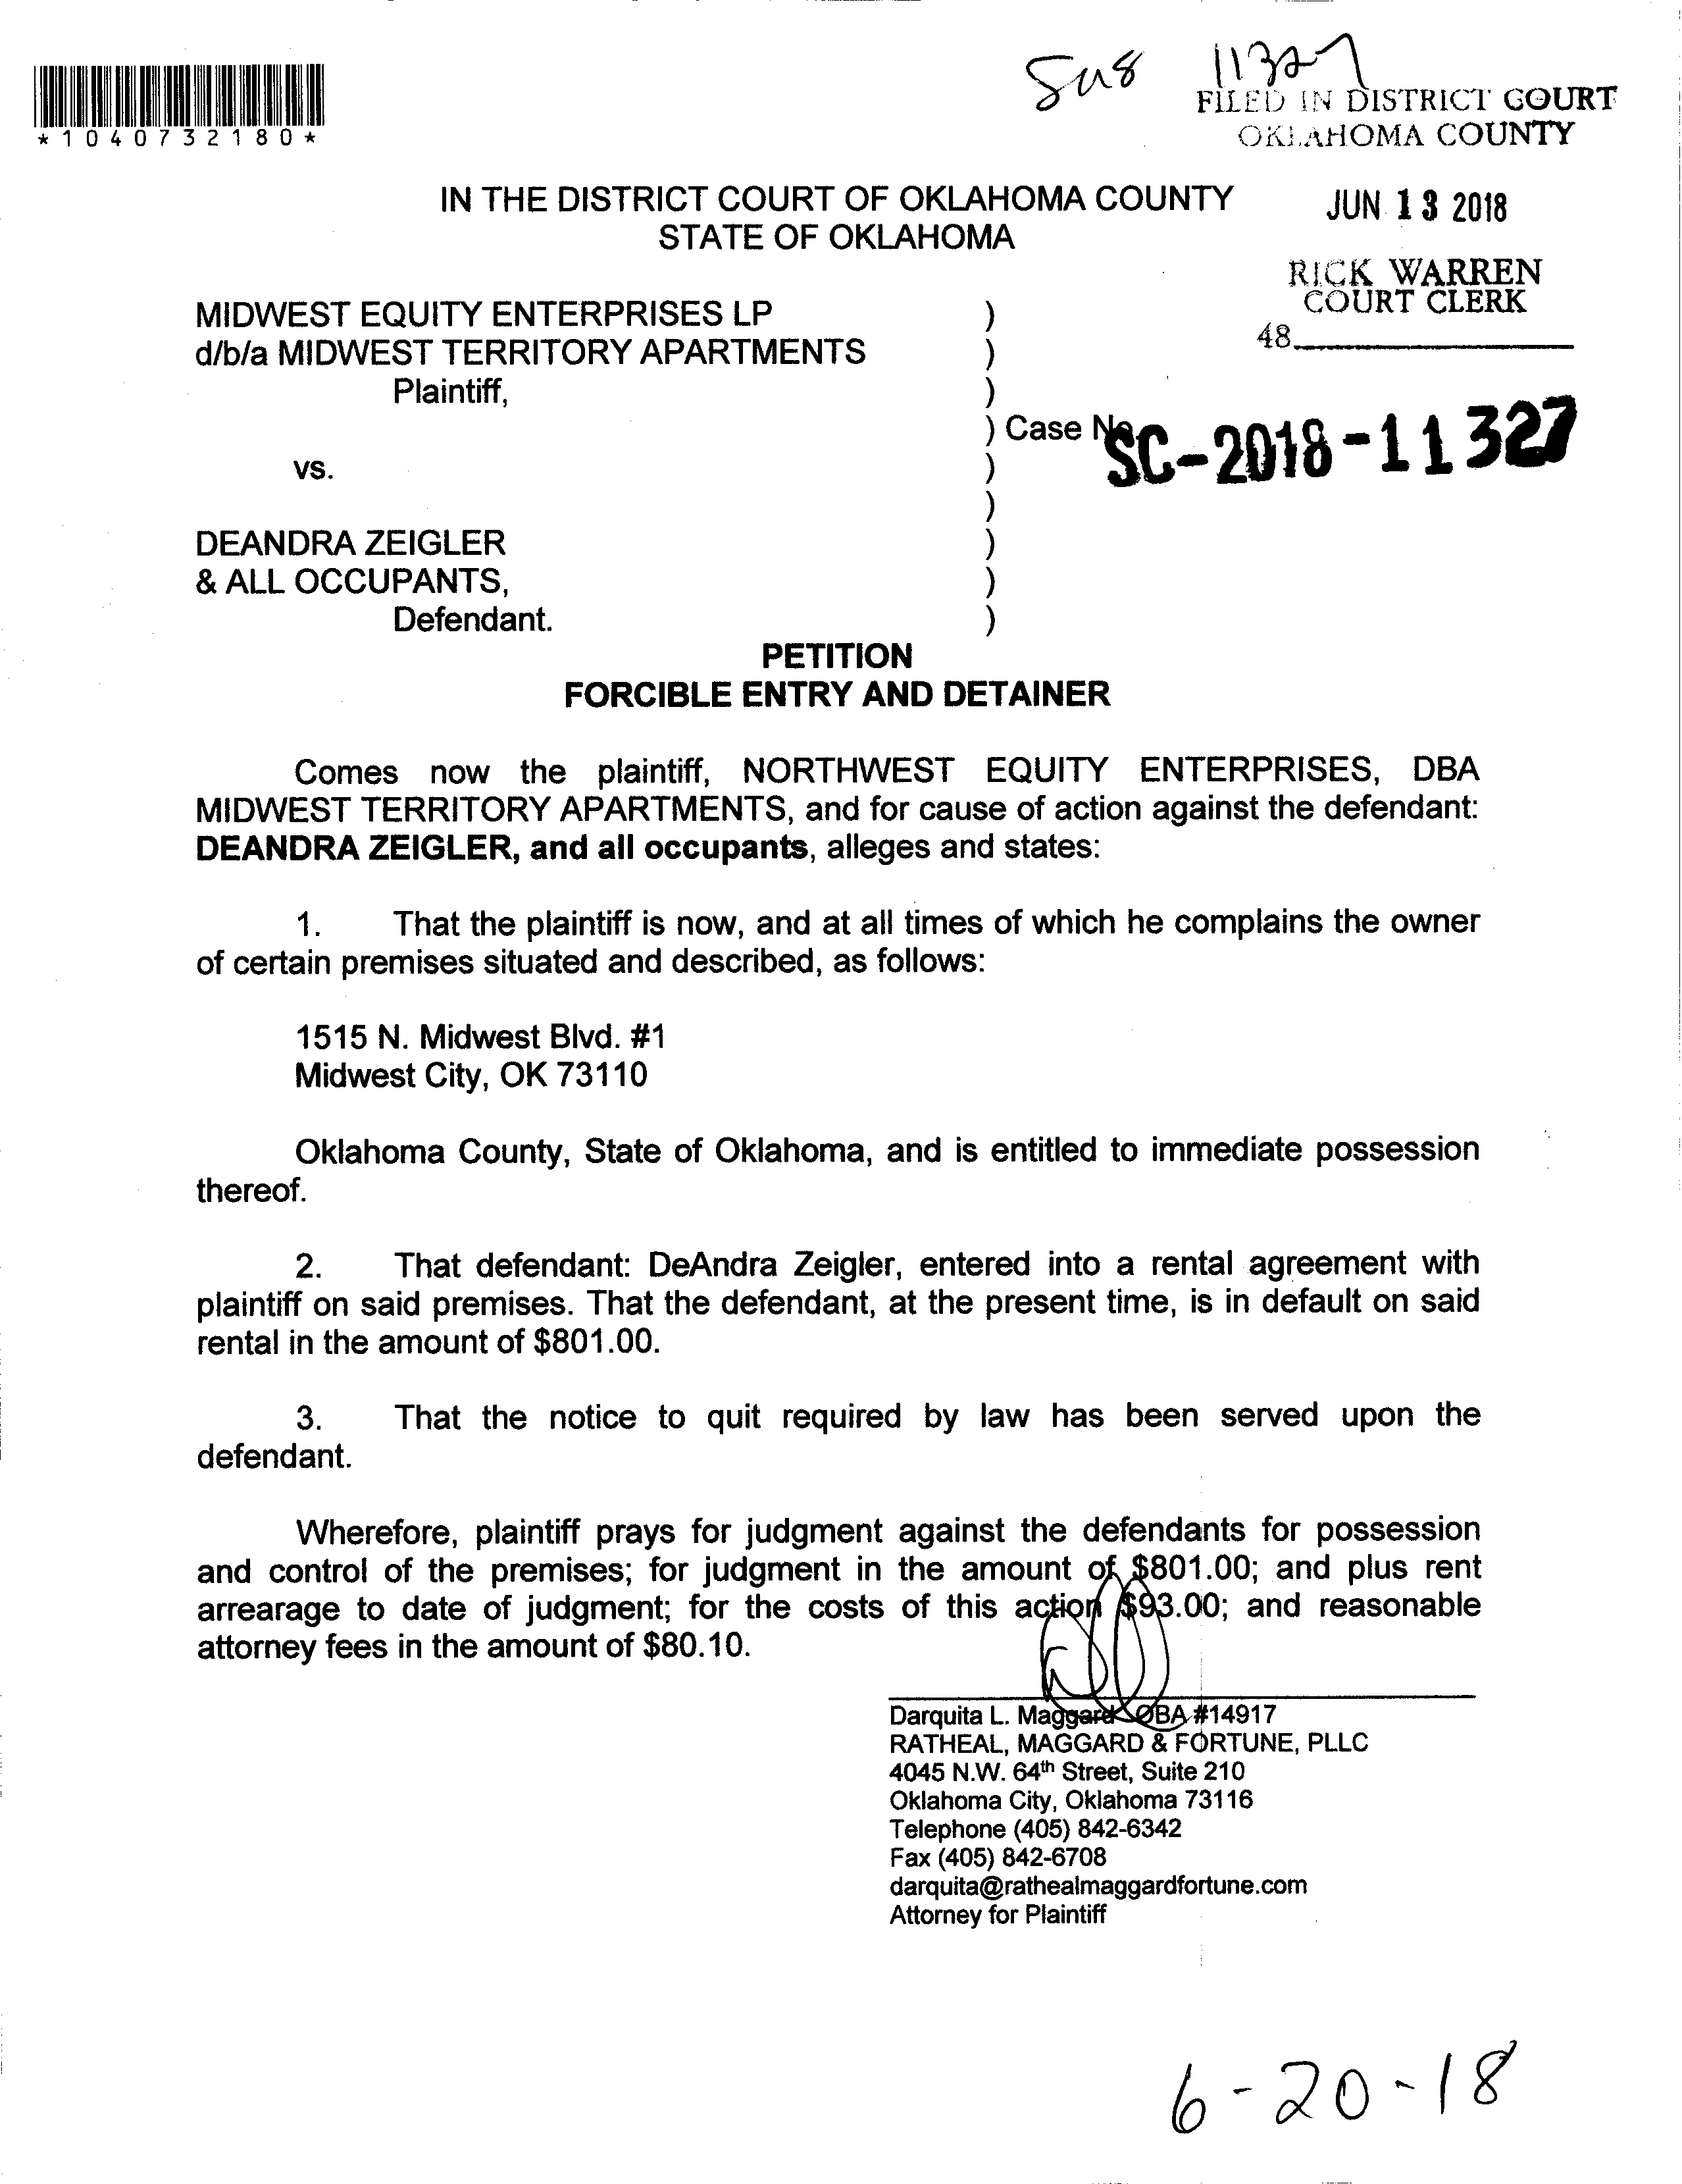 11327
*1040732180*
FILED IN DISTRICT COURT
OKLAHOMA COUNTY
IN THE DISTRICT COURT OF OKLAHOMA COUNTY
STATE OF OKLAHOMA
JUN 13 2018
RICK WARREN
COURT CLERK
48
MIDWEST EQUITY ENTERPRISES LP )
d/b/a MIDWEST TERRITORY APARTMENTS )
Plaintiff, )
) Case No. SC-2018-11327
vs. )
)
DEANDRA ZEIGLER )
& ALL OCCUPANTS, )
Defendant. )
PETITION
FORCIBLE ENTRY AND DETAINER
Comes now the plaintiff, NORTHWEST EQUITY ENTERPRISES, DBA
MIDWEST TERRITORY APARTMENTS, and for cause of action against the defendant:
DEANDRA ZEIGLER, and all occupants, alleges and states:
1. That the plaintiff is now, and at all times of which he complains the owner
of certain premises situated and described, as follows:
1515 N. Midwest Blvd. #1
Midwest City, OK 73110
Oklahoma County, State of Oklahoma, and is entitled to immediate possession
thereof.
2. That defendant: DeAndra Zeigler, entered into a rental agreement with
plaintiff on said premises. That the defendant, at the present time, is in default on said
rental in the amount of $801.00.
3. That the notice to quit required by law has been served upon the
defendant.
Wherefore, plaintiff prays for judgment against the defendants for possession
and control of the premises; for judgment in the amount of $801.00; and plus rent
arrearage to date of judgment; for the costs of this action $93.00; and reasonable
attorney fees in the amount of $80.10.
Darquita L. Maggard OBA #14917
RATHEAL, MAGGARD & FORTUNE, PLLC
4045 N.W. 64th Street, Suite 210
Oklahoma City, Oklahoma 73116
Telephone (405) 842-6342
Fax (405) 842-6708
darquita@rathealmaggardfortune.com
Attorney for Plaintiff
6-20-18